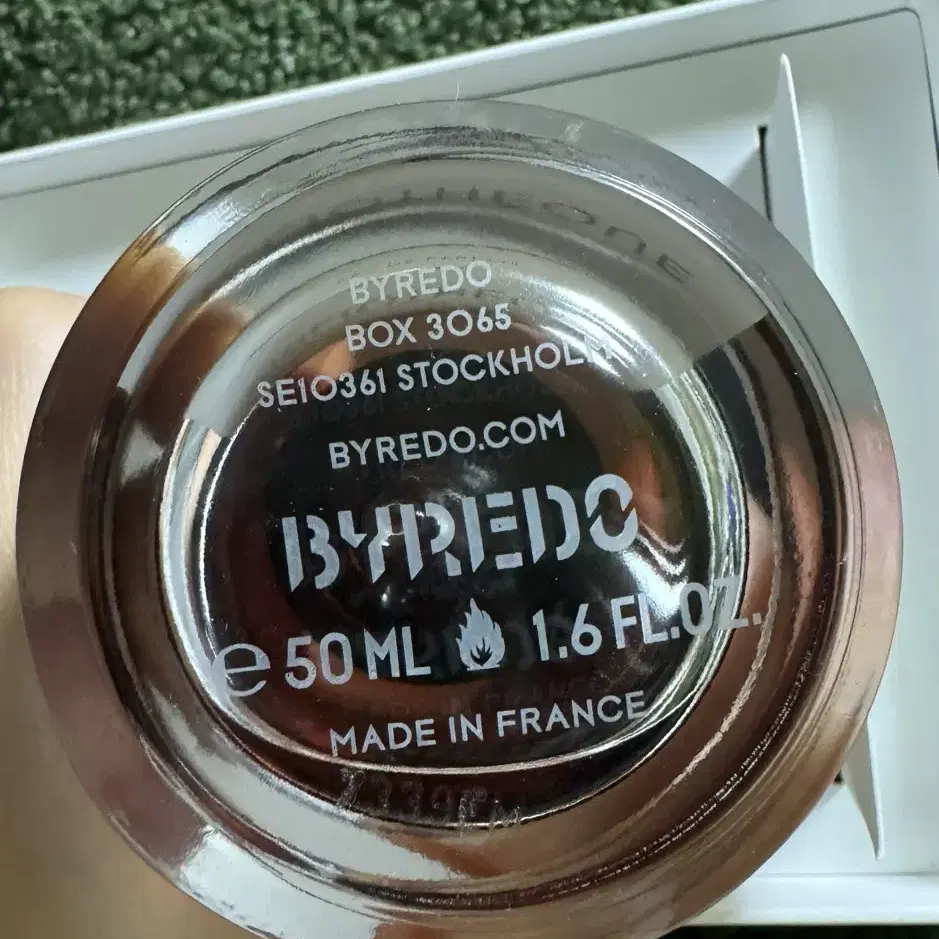 BYREDO
BOX 3065
SE10361 STOCKHOLM
BYREDO.COM
BYREDO
e 50 ML 1.6 FL.OZ.
MADE IN FRANCE